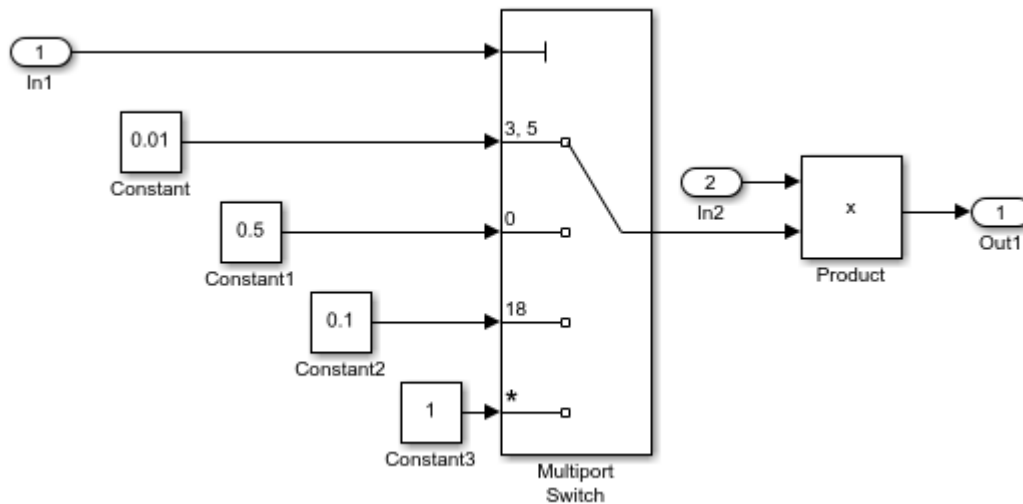 1
In1
3, 5
0.01
Constant
0
0.5
Constant1
18
0.1
Constant2
*
1
Constant3
Multiport
Switch
2
In2
x
Product
1
Out1